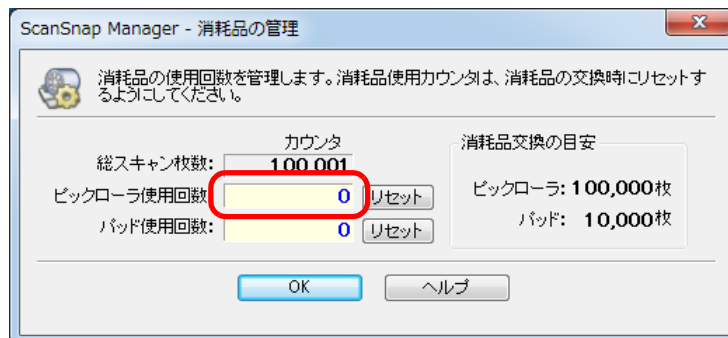 ScanSnap Manager - 消耗品の管理
消耗品の使用回数を管理します。消耗品使用カウンタは、消耗品の交換時にリセットす
るようにしてください。
カウンタ
総スキャン枚数: 100,001
ピックローラ使用回数 0 リセット
パッド使用回数: 0 リセット
消耗品交換の目安
ピックローラ: 100,000枚
パッド: 10,000枚
OK ヘルプ